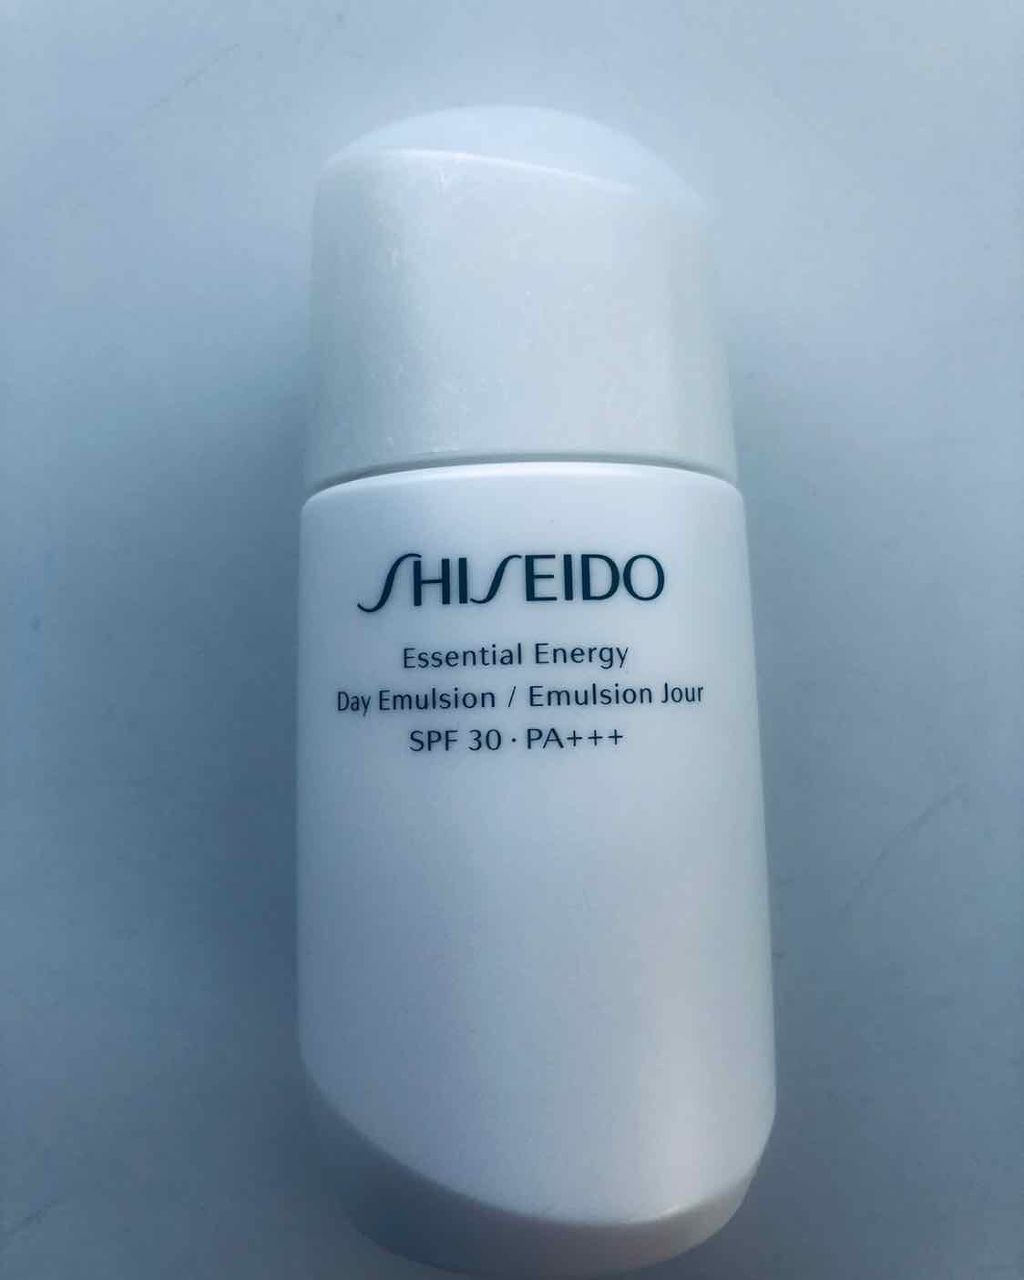 SHISEIDO
Essential Energy
Day Emulsion / Emulsion Jour
SPF 30 · PA+++